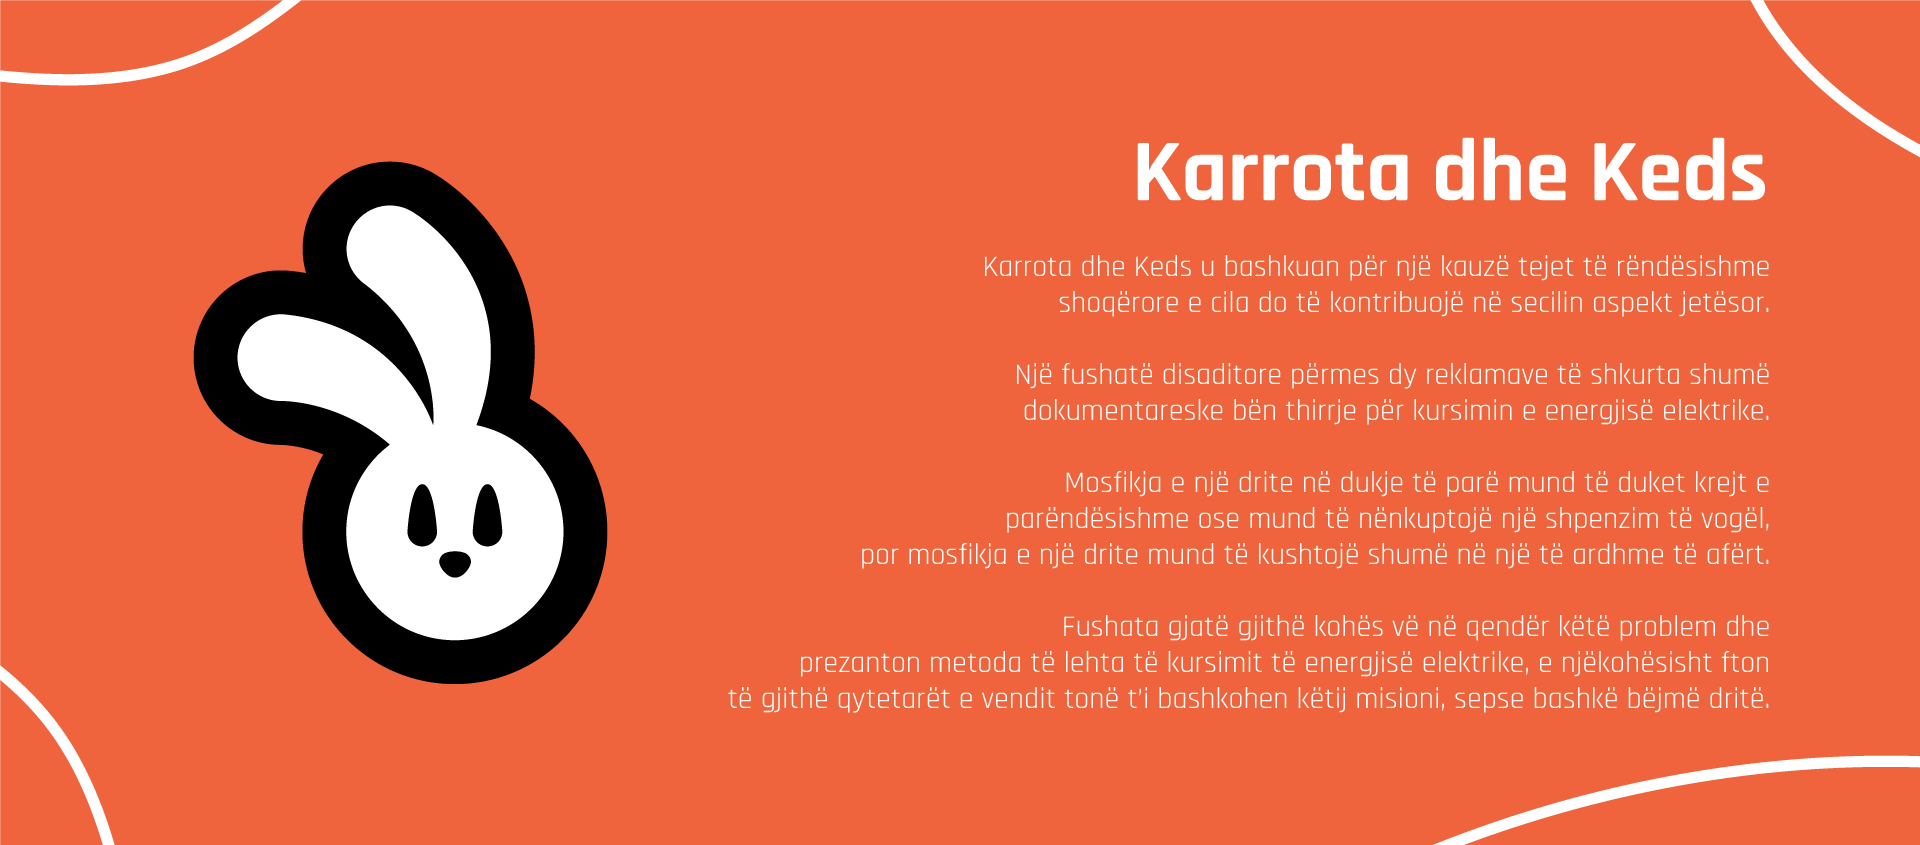 Karrota dhe Keds
Karrota dhe Keds u bashkuan për një kauzë tejet të rëndësishme
shoqërore e cila do të kontribuojë në secilin aspekt jetësor.
Një fushatë disaditore përmes dy reklamave të shkurta shumë
dokumentareske bën thirrje për kursimin e energjisë elektrike.
Mosfikja e një drite në dukje të parë mund të duket krejt e
parëndësishme ose mund të nënkuptojë një shpenzim të vogël,
por mosfikja e një drite mund të kushtojë shumë në një të ardhme të afërt.
Fushata gjatë gjithë kohës vë në qendër këtë problem dhe
prezanton metoda të lehta të kursimit të energjisë elektrike, e njëkohësisht fton
të gjithë qytetarët e vendit tonë t'i bashkohen këtij misioni, sepse bashkë bëjmë dritë.